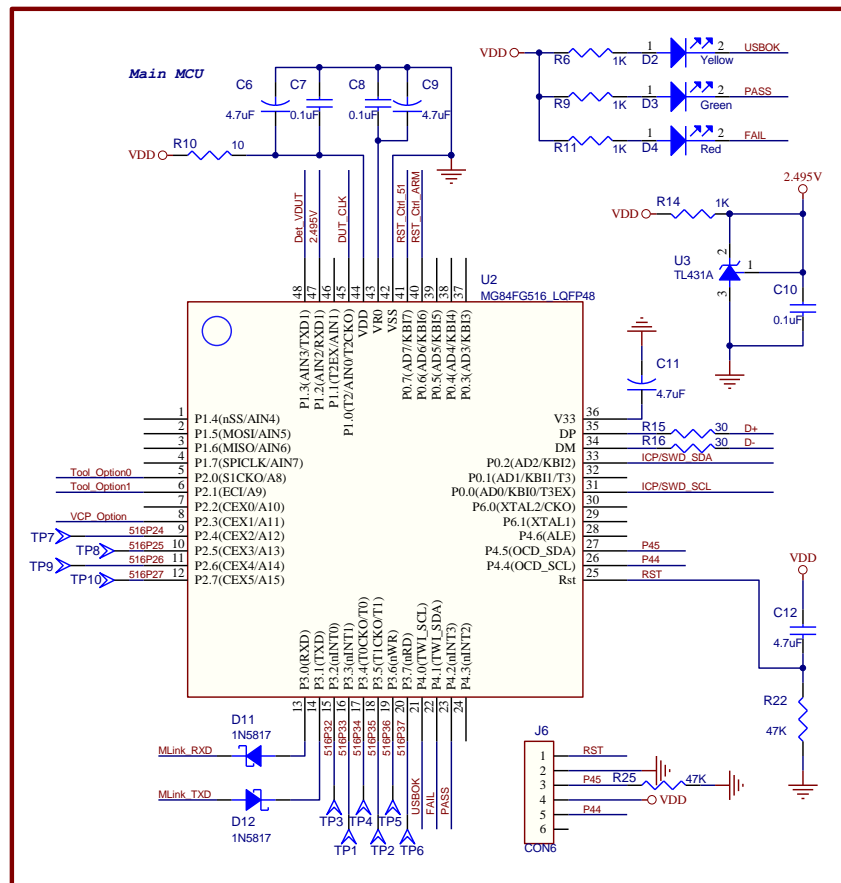 Main MCU
C6
4.7uF
C7
0.1uF
C8
0.1uF
C9
4.7uF
R10
10
VDD
VDD
R6
1K
1
D2
2
Yellow
USBOK
R9
1K
1
D3
2
Green
PASS
R11
1K
1
D4
2
Red
FAIL
2.495V
VDD
R14
1K
U3
TL431A
2
1
3
C10
0.1uF
Det_VDUT
2.495V
DUT_CLK
RST_Ctrl_51
RST_Ctrl_ARM
U2
MG84FG516_LQFP48
48
47
46
45
44
43
42
41
40
39
38
37
P1.3(AIN3/TXD1)
P1.2(AIN2/RXD1)
P1.1(T2EX/AIN1)
P1.0(T2/AIN0/T2CKO)
VDD
VR0
VSS
P0.7(AD7/KBI7)
P0.6(AD6/KBI6)
P0.5(AD5/KBI5)
P0.4(AD4/KBI4)
P0.3(AD3/KBI3)
1 P1.4(nSS/AIN4)
2 P1.5(MOSI/AIN5)
3 P1.6(MISO/AIN6)
4 P1.7(SPICLK/AIN7)
Tool_Option0 5 P2.0(S1CKO/A8)
Tool_Option1 6 P2.1(ECI/A9)
7 P2.2(CEX0/A10)
VCP_Option 8 P2.3(CEX1/A11)
TP7 516P24 9 P2.4(CEX2/A12)
TP8 516P25 10 P2.5(CEX3/A13)
TP9 516P26 11 P2.6(CEX4/A14)
TP10 516P27 12 P2.7(CEX5/A15)
C11
4.7uF
V33 36
DP 35 R15 30 D+
DM 34 R16 30 D-
P0.2(AD2/KBI2) 33 ICP/SWD_SDA
P0.1(AD1/KBI1/T3) 32
P0.0(AD0/KBI0/T3EX) 31 ICP/SWD_SCL
P6.0(XTAL2/CKO) 30
P6.1(XTAL1) 29
P4.6(ALE) 28
P4.5(OCD_SDA) 27 P45
P4.4(OCD_SCL) 26 P44
Rst 25 RST
VDD
C12
4.7uF
R22
47K
P3.0(RXD)
P3.1(TXD)
P3.2(nINT0)
P3.3(nINT1)
P3.4(T0CKO/T0)
P3.5(T1CKO/T1)
P3.6(nWR)
P3.7(nRD)
P4.0(TWI_SCL)
P4.1(TWI_SDA)
P4.2(nINT3)
P4.3(nINT2)
13
14
15
16
17
18
19
20
21
22
23
24
516P32
516P33
516P34
516P35
516P36
516P37
USBOK
FAIL
PASS
D11
1N5817
MLink_RXD
MLink_TXD
D12
1N5817
TP3
TP4
TP5
TP1
TP2
TP6
J6
1 RST
2
3 P45 R25 47K
4 VDD
5 P44
6
CON6